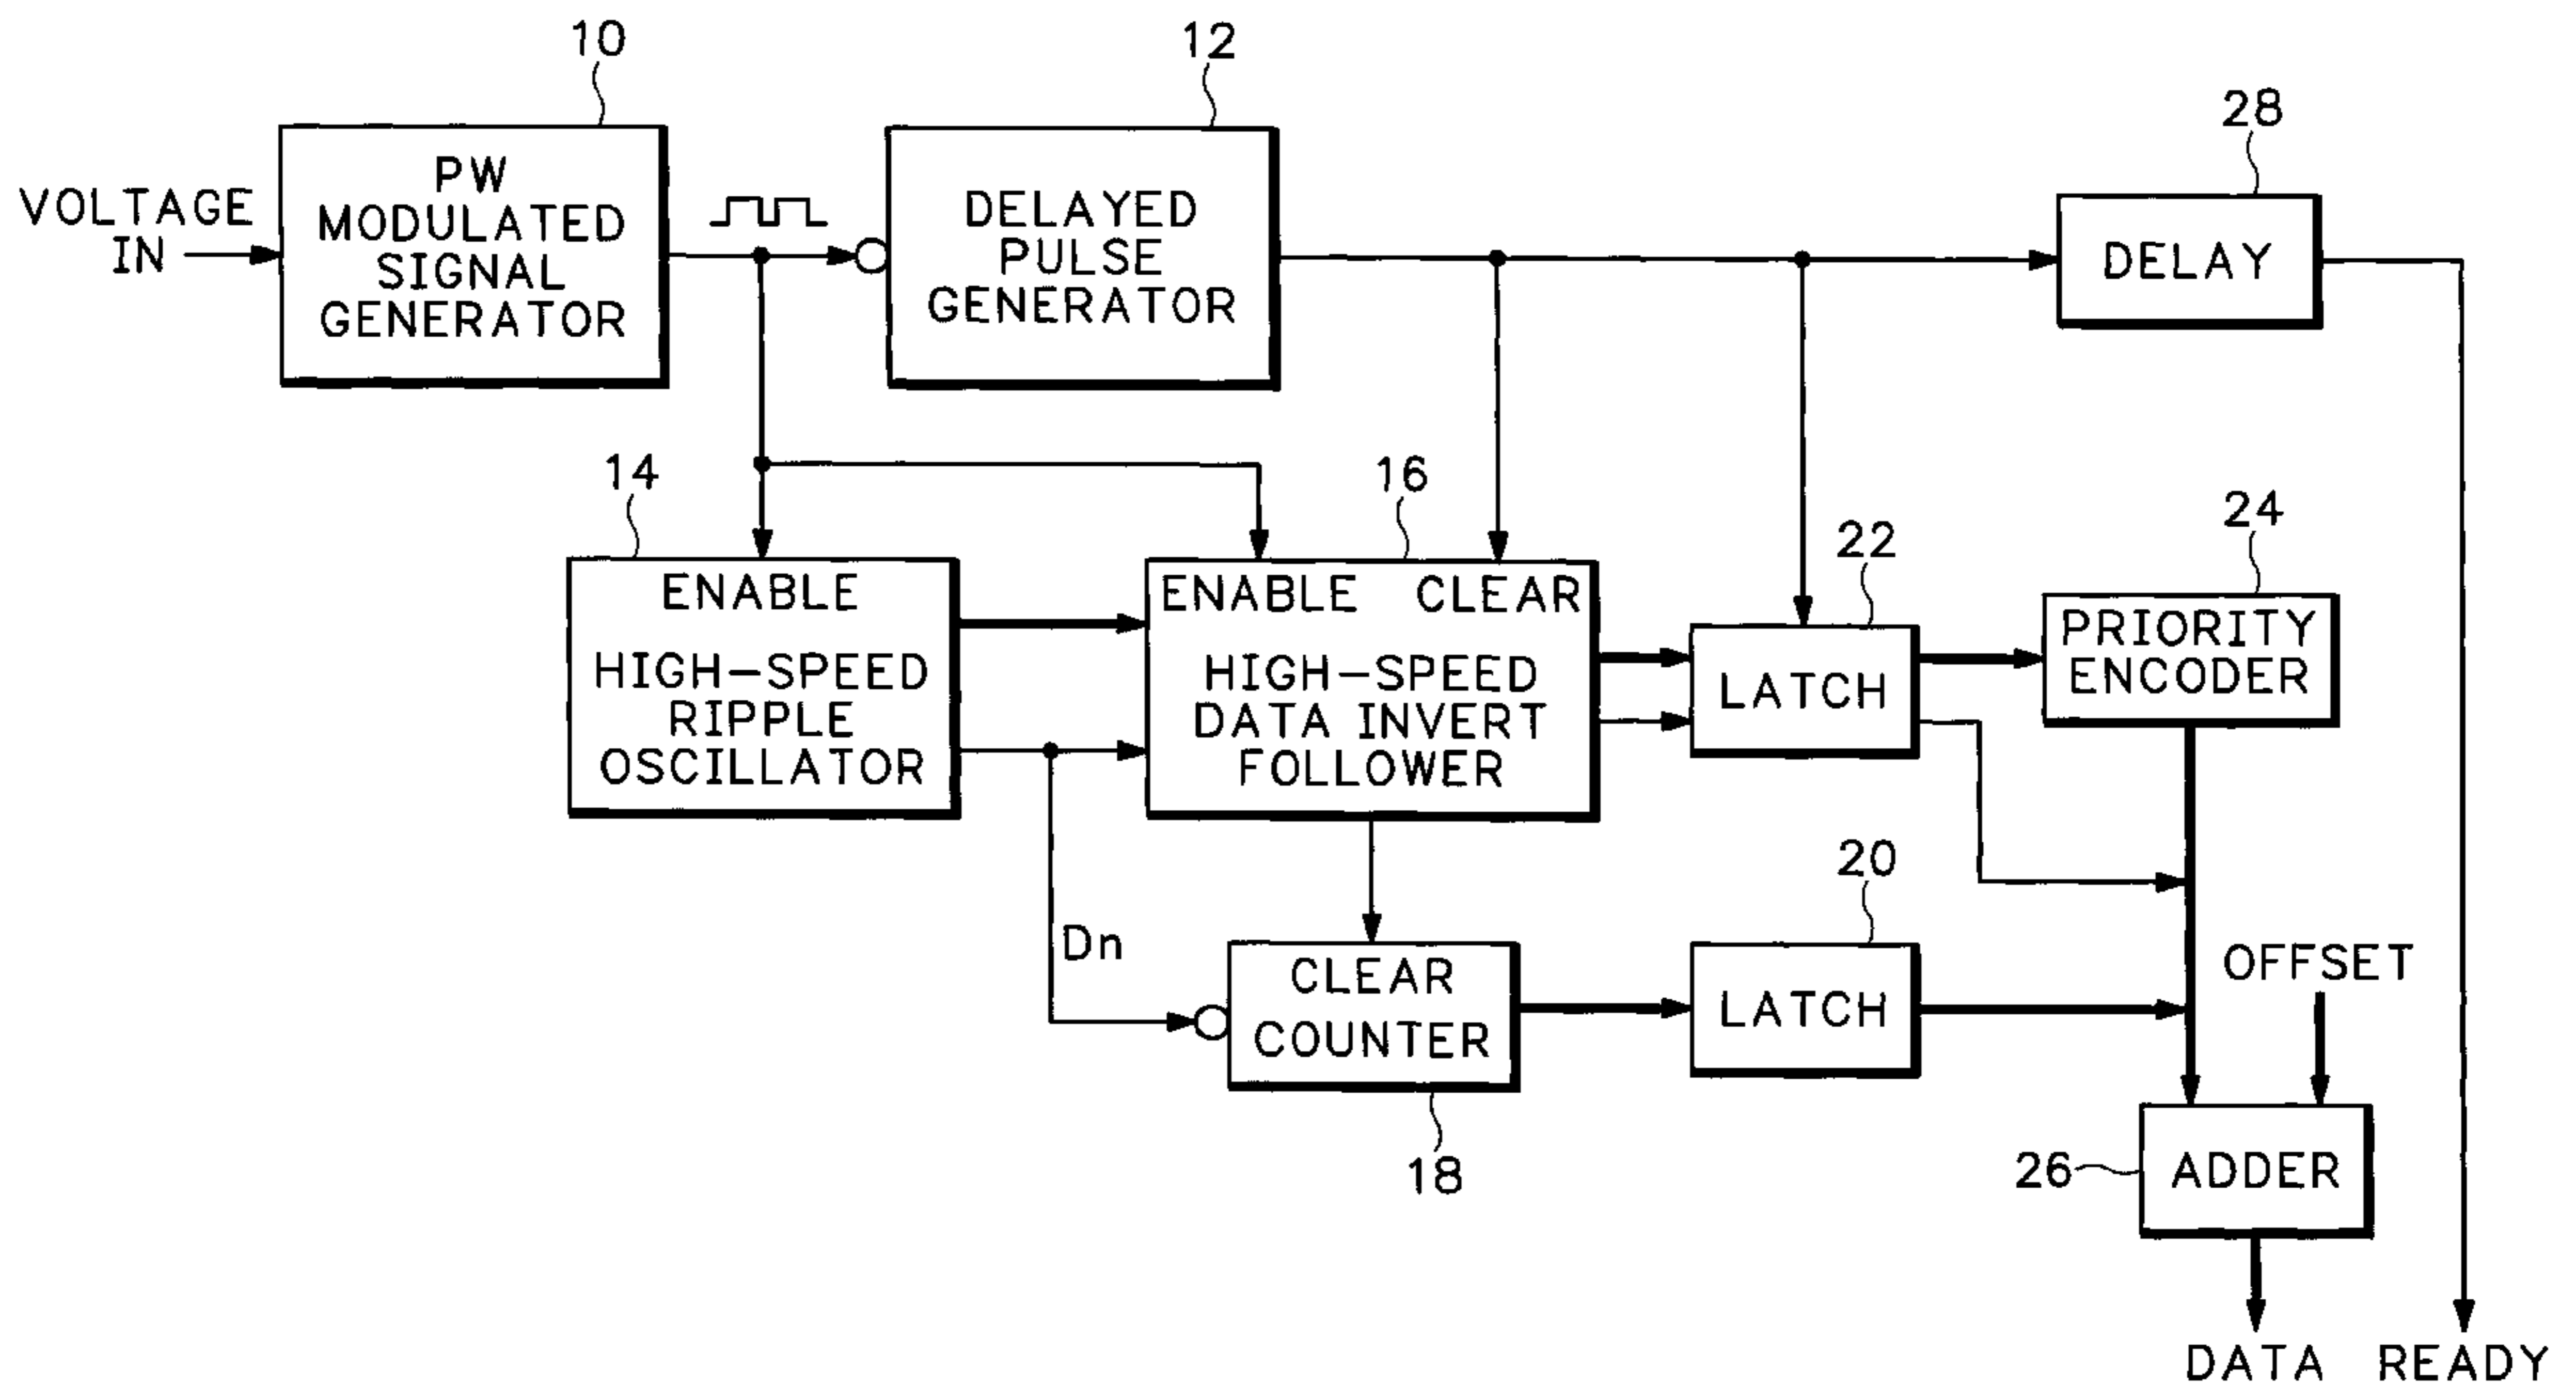 10
12
28
VOLTAGE
IN
PW
MODULATED
SIGNAL
GENERATOR
DELAYED
PULSE
GENERATOR
DELAY
14
16
22
24
ENABLE
HIGH-SPEED
RIPPLE
OSCILLATOR
ENABLE CLEAR
HIGH-SPEED
DATA INVERT
FOLLOWER
LATCH
PRIORITY
ENCODER
Dn
CLEAR
COUNTER
18
20
LATCH
OFFSET
26
ADDER
DATA
READY